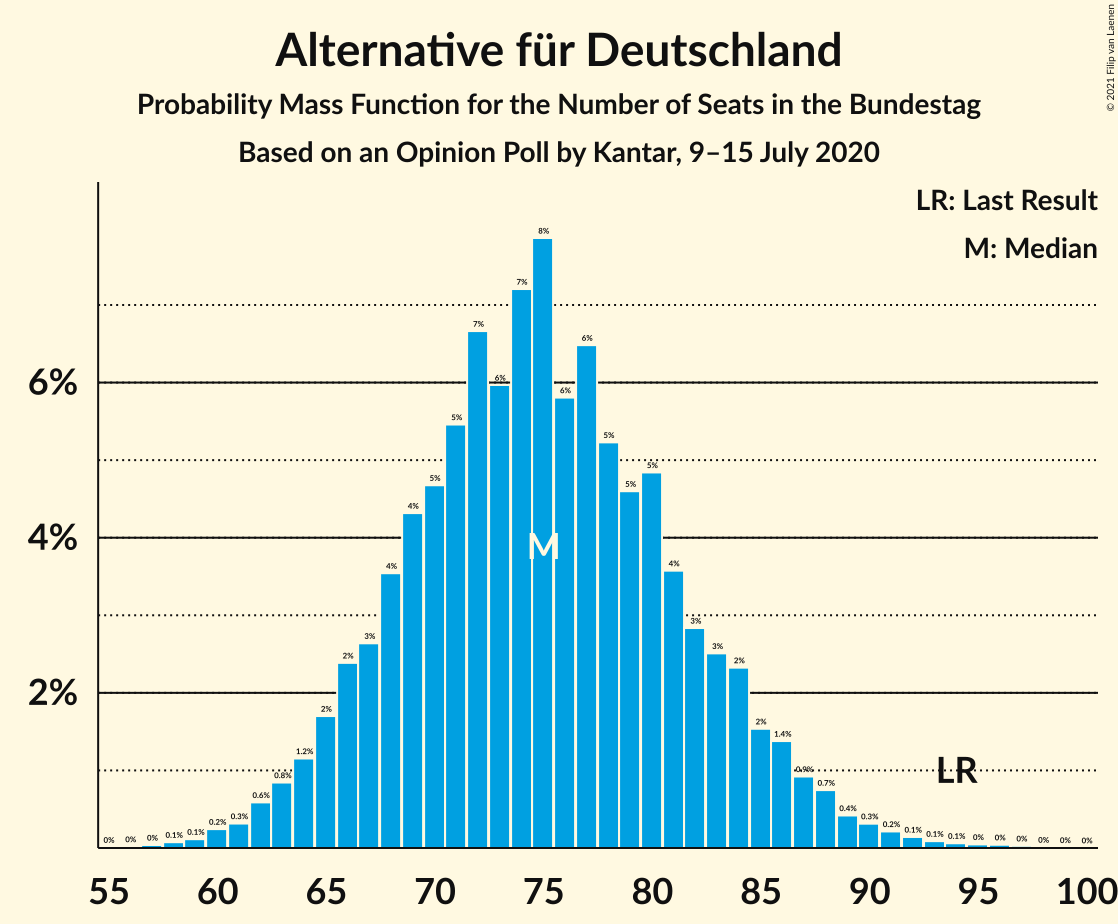 Alternative für Deutschland
Probability Mass Function for the Number of Seats in the Bundestag
Based on an Opinion Poll by Kantar, 9–15 July 2020
© 2021 Filip van Laenen
LR: Last Result
M: Median
6%
4%
2%
0% 0% 0% 0.1% 0.1% 0.2% 0.3% 0.6% 0.8% 1.2% 2% 2% 3% 4% 4% 5% 5% 7% 6% 7% 8% 6% 6% 5% 5% 5% 4% 3% 3% 2% 2% 1.4% 0.9% 0.7% 0.4% 0.3% 0.2% 0.1% 0.1% 0.1% 0% 0% 0% 0% 0% 0%
M
LR
55 60 65 70 75 80 85 90 95 100